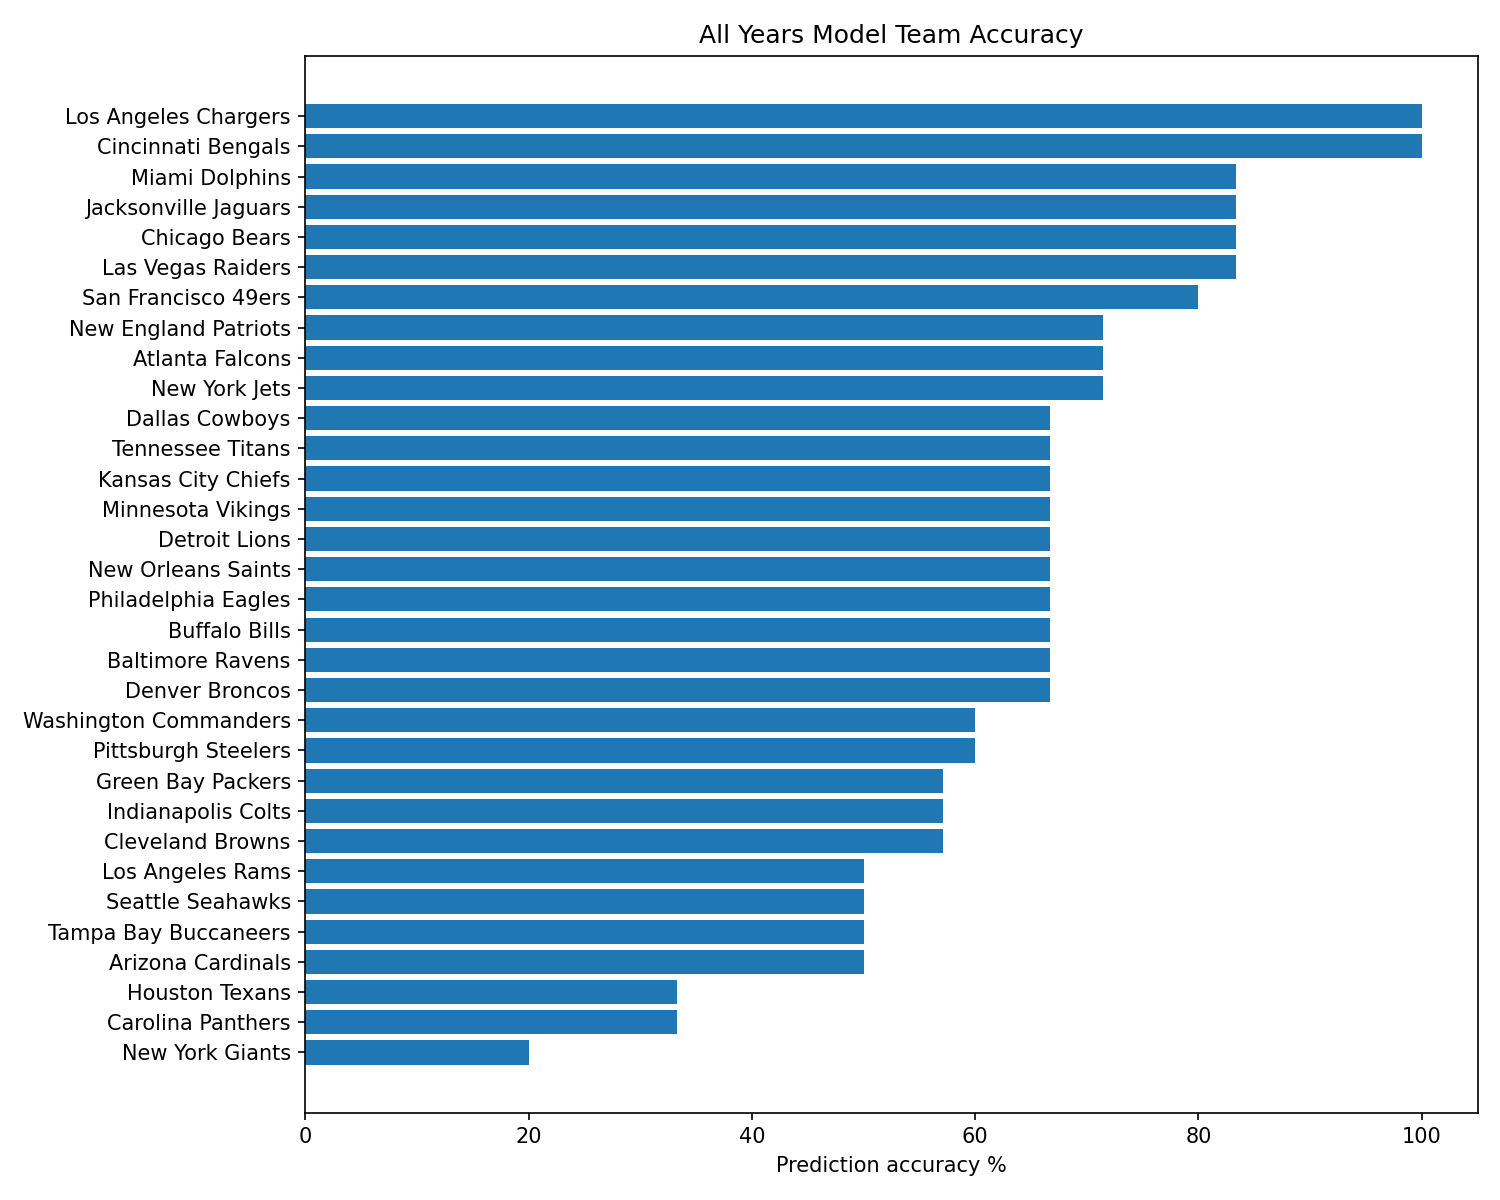 All Years Model Team Accuracy
Los Angeles Chargers
Cincinnati Bengals
Miami Dolphins
Jacksonville Jaguars
Chicago Bears
Las Vegas Raiders
San Francisco 49ers
New England Patriots
Atlanta Falcons
New York Jets
Dallas Cowboys
Tennessee Titans
Kansas City Chiefs
Minnesota Vikings
Detroit Lions
New Orleans Saints
Philadelphia Eagles
Buffalo Bills
Baltimore Ravens
Denver Broncos
Washington Commanders
Pittsburgh Steelers
Green Bay Packers
Indianapolis Colts
Cleveland Browns
Los Angeles Rams
Seattle Seahawks
Tampa Bay Buccaneers
Arizona Cardinals
Houston Texans
Carolina Panthers
New York Giants
0 20 40 60 80 100
Prediction accuracy %